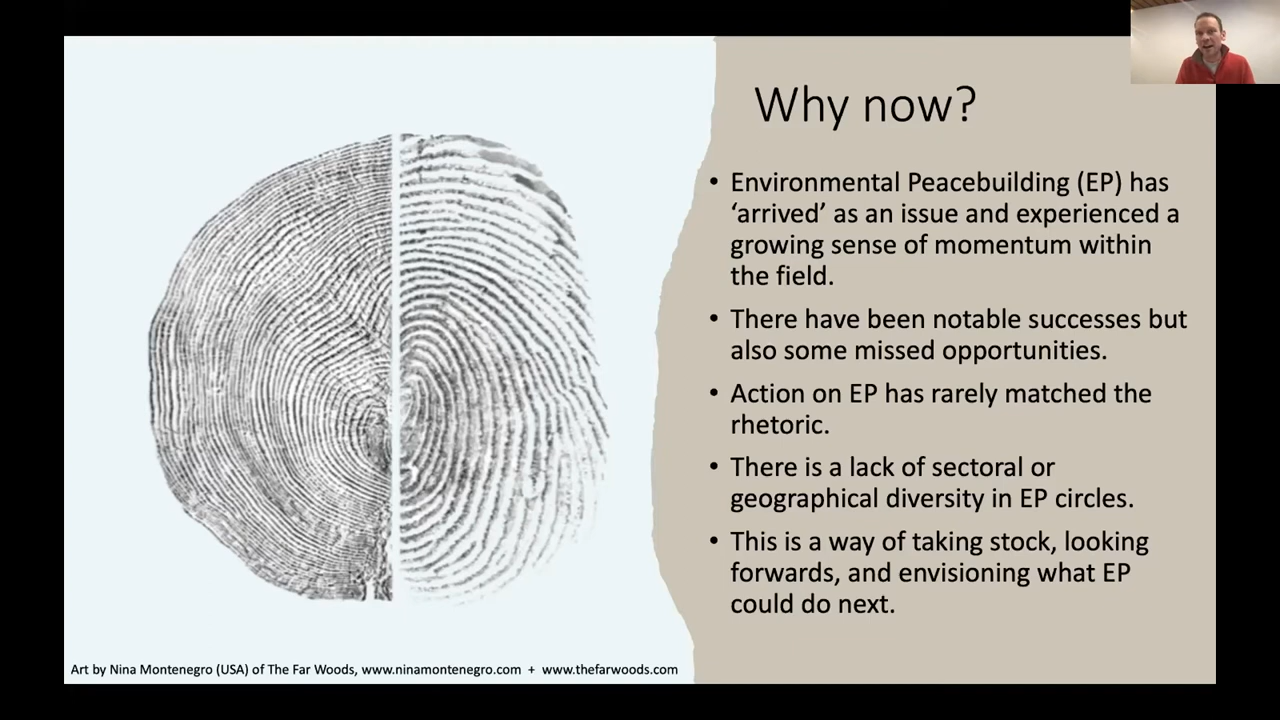 Why now?
• Environmental Peacebuilding (EP) has
‘arrived’ as an issue and experienced a
growing sense of momentum within
the field.
• There have been notable successes but
also some missed opportunities.
• Action on EP has rarely matched the
rhetoric.
• There is a lack of sectoral or
geographical diversity in EP circles.
• This is a way of taking stock, looking
forwards, and envisioning what EP
could do next.
Art by Nina Montenegro (USA) of The Far Woods, www.ninamontenegro.com + www.thefarwoods.com